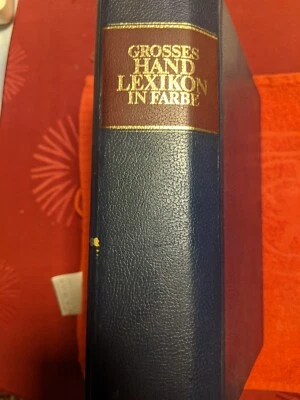 GROSSES
HAND
LEXIKON
IN FARBE